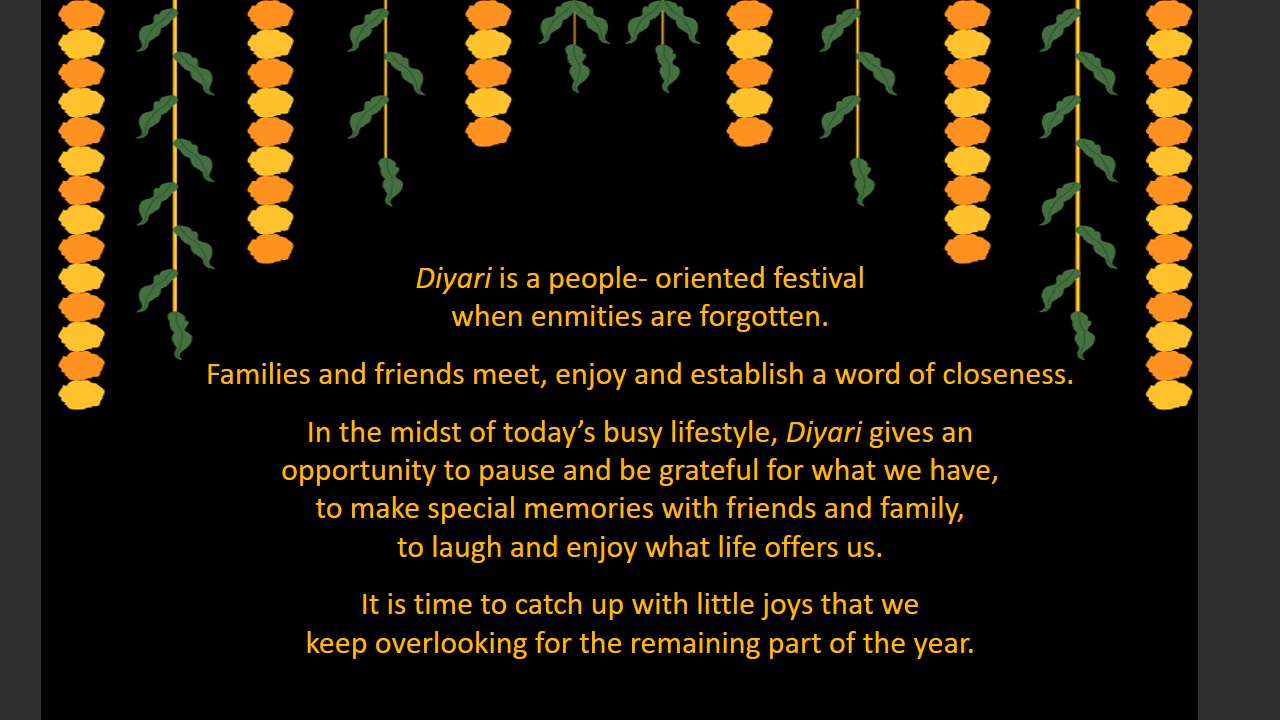 Diyari is a people- oriented festival
when enmities are forgotten.
Families and friends meet, enjoy and establish a word of closeness.
In the midst of today’s busy lifestyle, Diyari gives an
opportunity to pause and be grateful for what we have,
to make special memories with friends and family,
to laugh and enjoy what life offers us.
It is time to catch up with little joys that we
keep overlooking for the remaining part of the year.